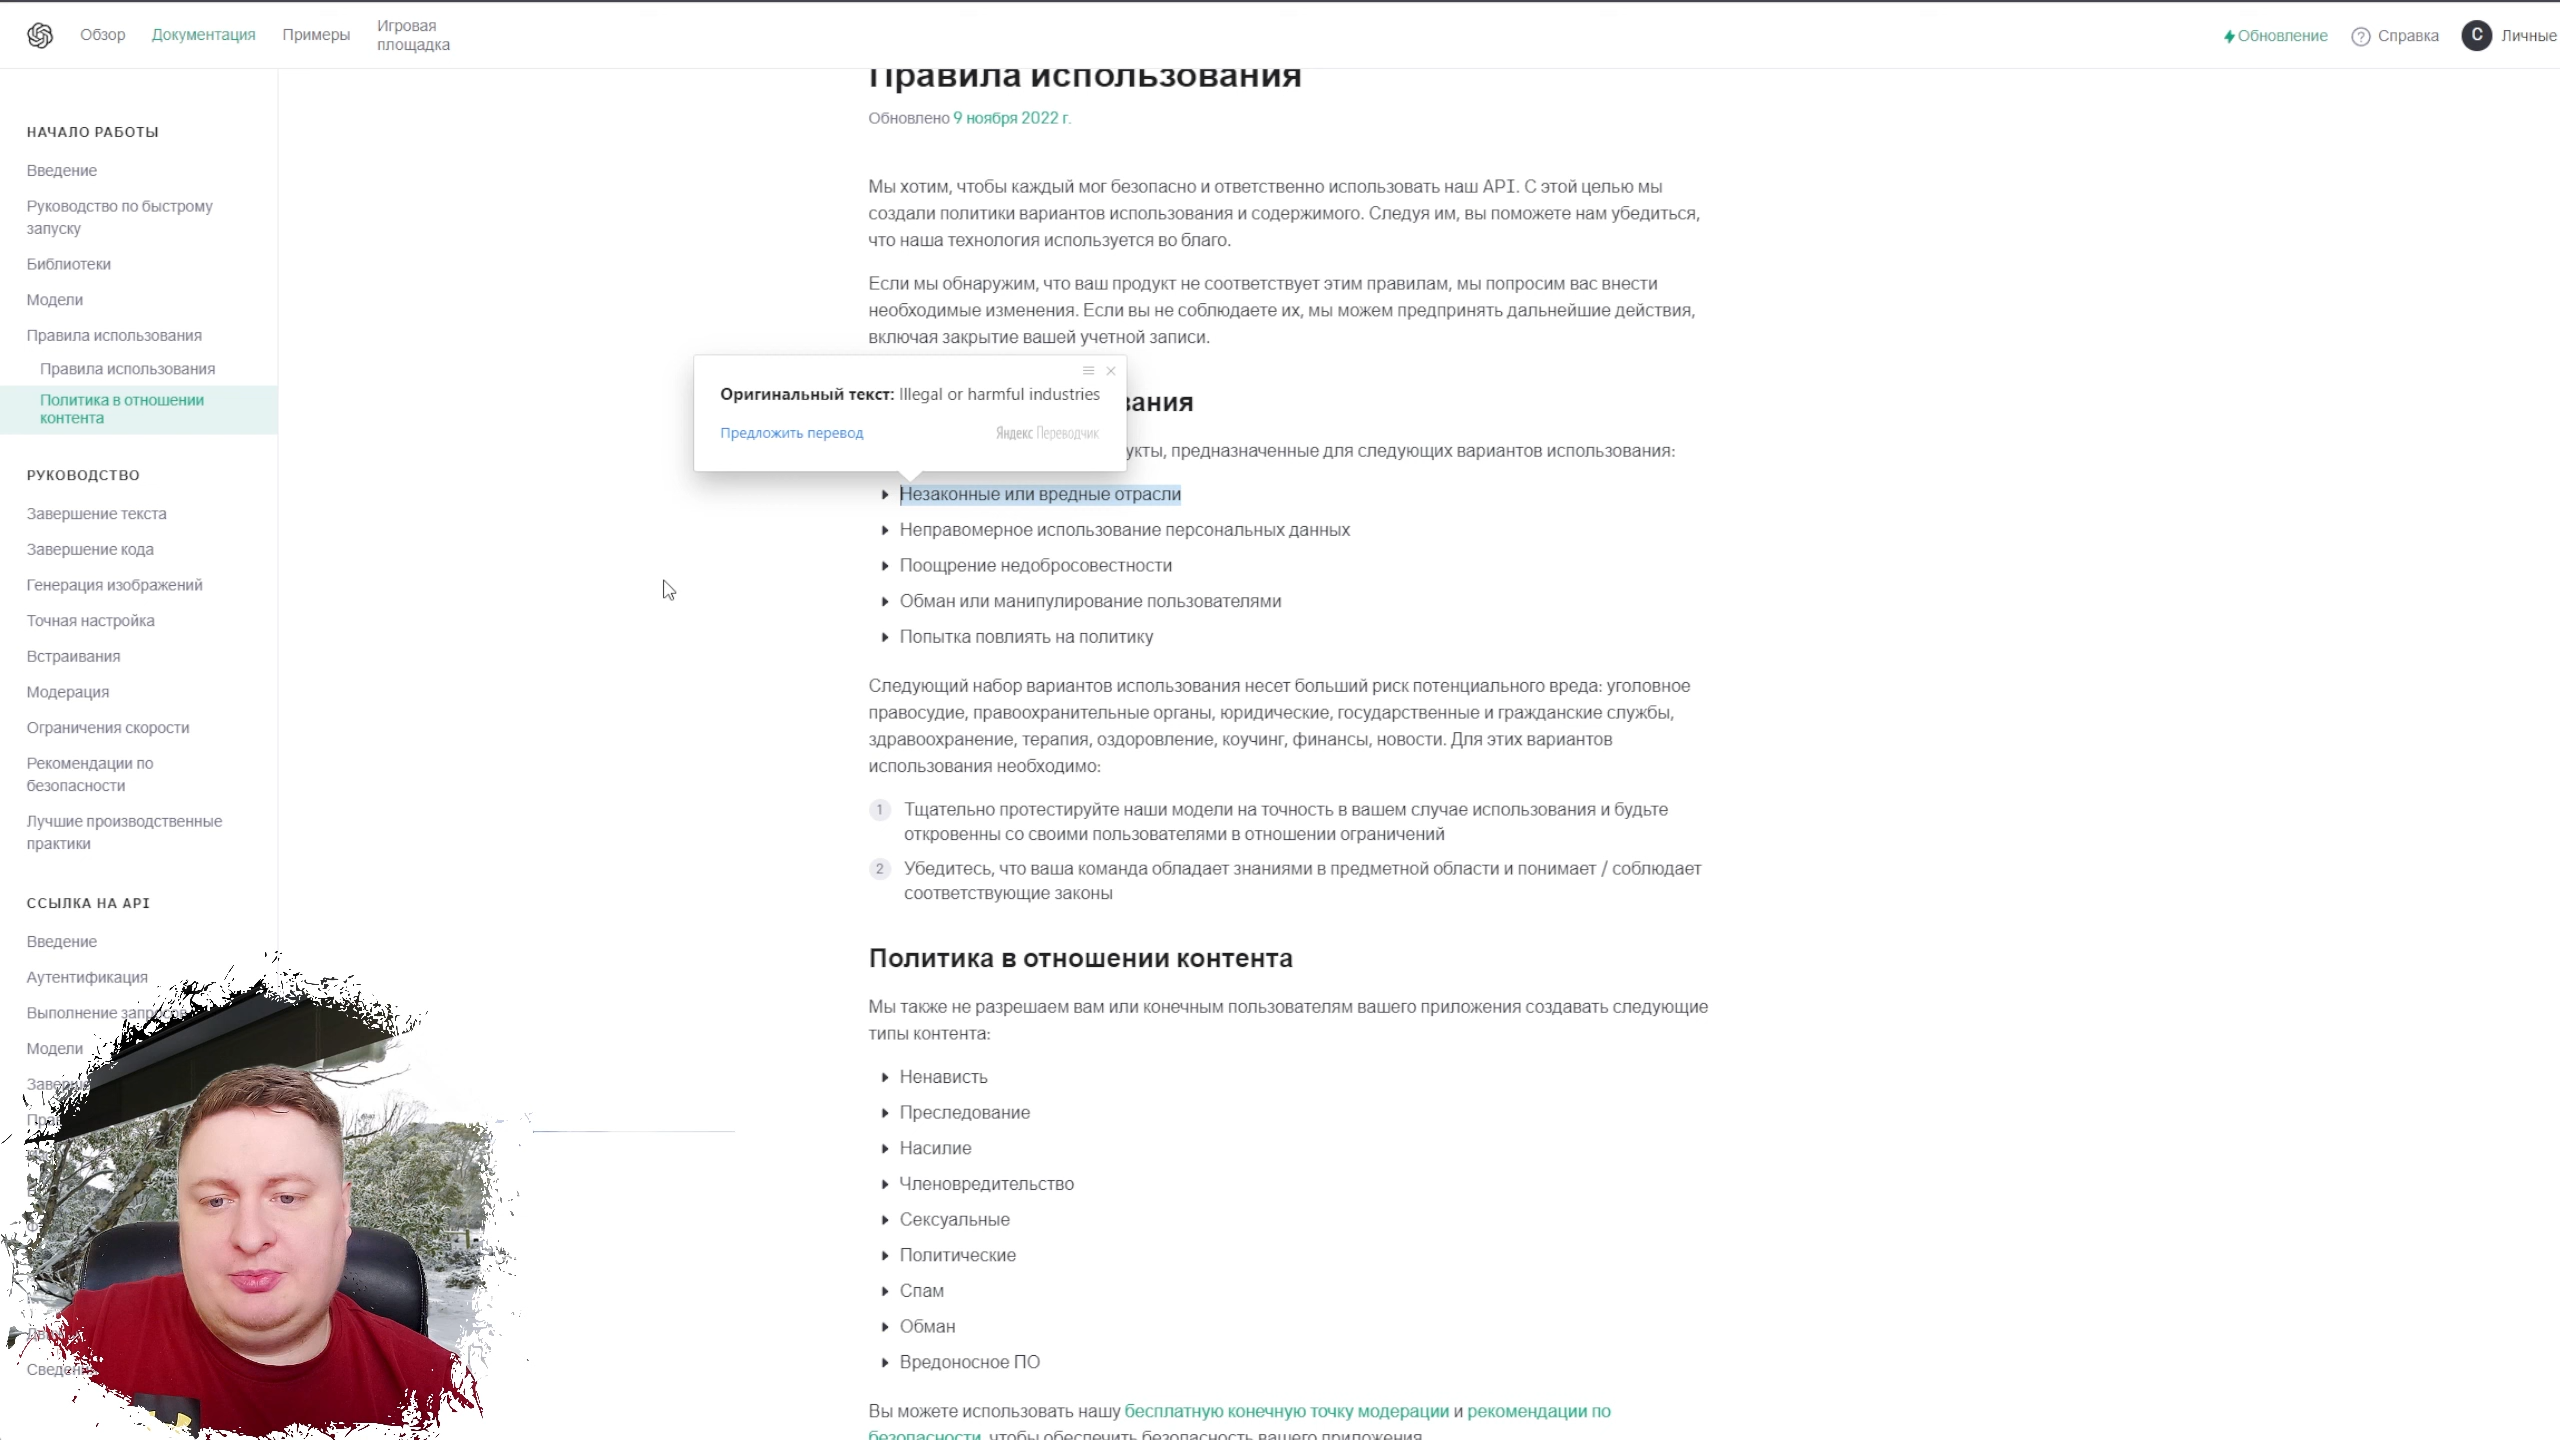 Обзор
Документация
Примеры
Игровая
площадка
Обновление
Справка
C
Личные
НАЧАЛО РАБОТЫ
Введение
Руководство по быстрому
запуску
Библиотеки
Модели
Правила использования
Правила использования
Политика в отношении
контента
РУКОВОДСТВО
Завершение текста
Завершение кода
Генерация изображений
Точная настройка
Встраивания
Модерация
Ограничения скорости
Рекомендации по
безопасности
Лучшие производственные
практики
ССЫЛКА НА API
Введение
Аутентификация
Выполнение запросов
Модели
Правила использования
Обновлено 9 ноября 2022 г.
Мы хотим, чтобы каждый мог безопасно и ответственно использовать наш API. С этой целью мы
создали политики вариантов использования и содержимого. Следуя им, вы поможете нам убедиться,
что наша технология используется во благо.
Если мы обнаружим, что ваш продукт не соответствует этим правилам, мы попросим вас внести
необходимые изменения. Если вы не соблюдаете их, мы можем предпринять дальнейшие действия,
включая закрытие вашей учетной записи.
Оригинальный текст: Illegal or harmful industries
Предложить перевод
Яндекс Переводчик
вания
укты, предназначенные для следующих вариантов использования:
Незаконные или вредные отрасли
Неправомерное использование персональных данных
Поощрение недобросовестности
Обман или манипулирование пользователями
Попытка повлиять на политику
Следующий набор вариантов использования несет больший риск потенциального вреда: уголовное
правосудие, правоохранительные органы, юридические, государственные и гражданские службы,
здравоохранение, терапия, оздоровление, коучинг, финансы, новости. Для этих вариантов
использования необходимо:
1 Тщательно протестируйте наши модели на точность в вашем случае использования и будьте
откровенны со своими пользователями в отношении ограничений
2 Убедитесь, что ваша команда обладает знаниями в предметной области и понимает / соблюдает
соответствующие законы
Политика в отношении контента
Мы также не разрешаем вам или конечным пользователям вашего приложения создавать следующие
типы контента:
Ненависть
Преследование
Насилие
Членовредительство
Сексуальные
Политические
Спам
Обман
Вредоносное ПО
Вы можете использовать нашу бесплатную конечную точку модерации и рекомендации по
безопасности, чтобы обеспечить безопасность вашего приложения.